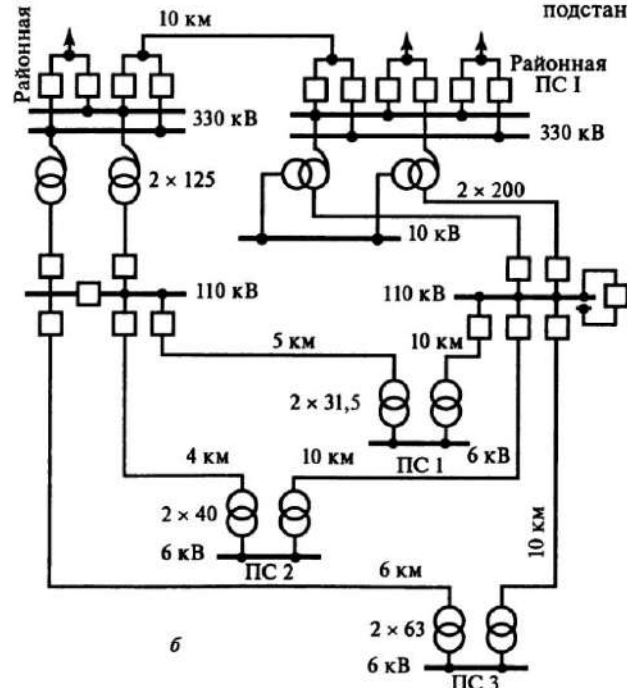 10 км
подстан
Районная
Районная
ПС I
330 кВ
330 кВ
2 × 125
2 × 200
10 кВ
110 кВ
110 кВ
5 км
10 км
2 × 31,5
6 кВ
ПС 1
4 км
10 км
2 × 40
6 кВ
ПС 2
10 км
6 км
2 × 63
б
6 кВ
ПС 3